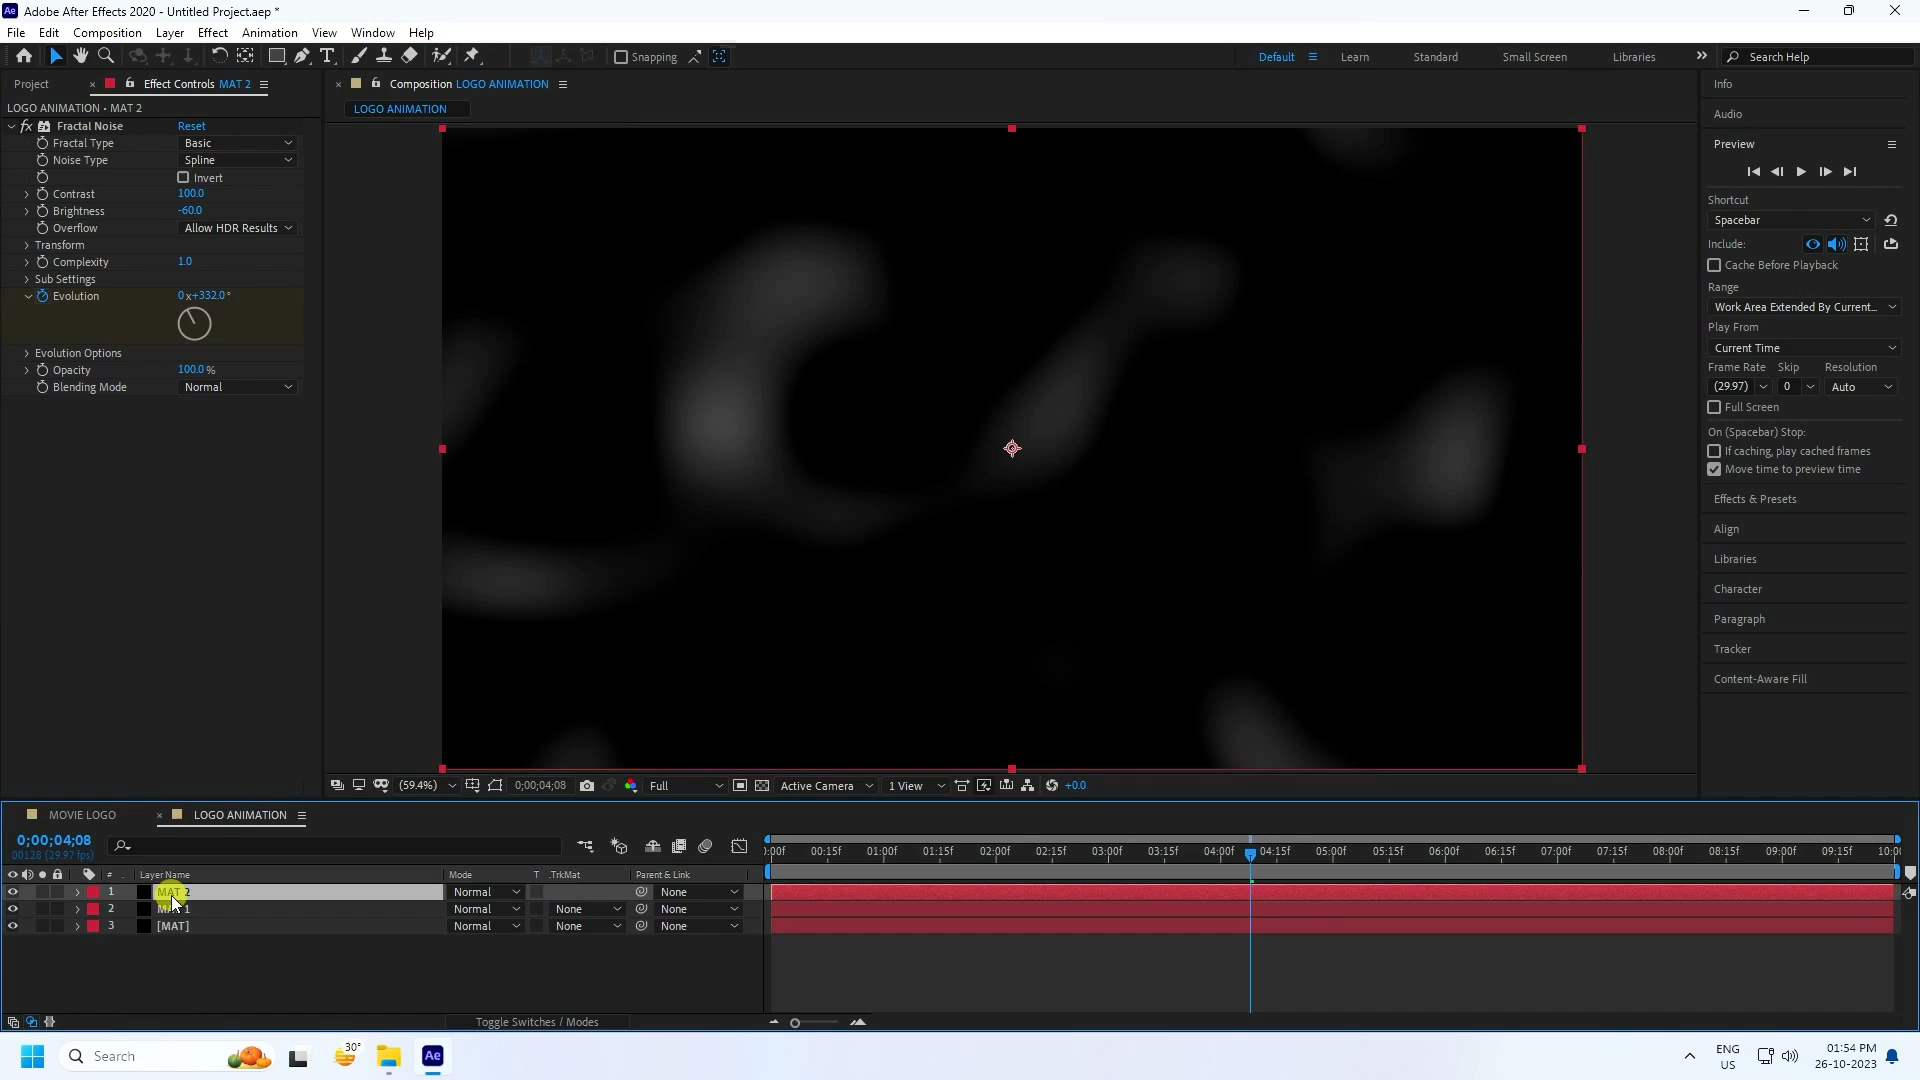 Adobe After Effects 2020 - Untitled Project.aep *
File Edit Composition Layer Effect Animation View Window Help
Snapping
Default Learn Standard Small Screen Libraries Search Help
Project Effect Controls MAT 2
Composition LOGO ANIMATION
LOGO ANIMATION • MAT 2
LOGO ANIMATION
fx Fractal Noise Reset
Fractal Type Basic
Noise Type Spline
Invert
Contrast 100.0
Brightness -60.0
Overflow Allow HDR Results
Transform
Complexity 1.0
Sub Settings
Evolution 0x+332.0°
Evolution Options
Opacity 100.0 %
Blending Mode Normal
Info
Audio
Preview
Shortcut
Spacebar
Include:
Cache Before Playback
Range
Work Area Extended By Current...
Play From
Current Time
Frame Rate Skip Resolution
(29.97) 0 Auto
Full Screen
On (Spacebar) Stop:
If caching, play cached frames
Move time to preview time
Effects & Presets
Align
Libraries
Character
Paragraph
Tracker
Content-Aware Fill
(59.4%) 0;00;04;08 Full Active Camera 1 View +0.0
MOVIE LOGO LOGO ANIMATION
0;00;04;08
00128 (29.97 fps)
:00f 00:15f 01:00f 01:15f 02:00f 02:15f 03:00f 03:15f 04:00f 04:15f 05:00f 05:15f 06:00f 06:15f 07:00f 07:15f 08:00f 08:15f 09:00f 09:15f 10:0
# Layer Name Mode T .TrkMat Parent & Link
1 MAT 2 Normal None
2 MAT 1 Normal None None
3 [MAT] Normal None None
Toggle Switches / Modes
Search 30° Ae
ENG
US
01:54 PM
26-10-2023